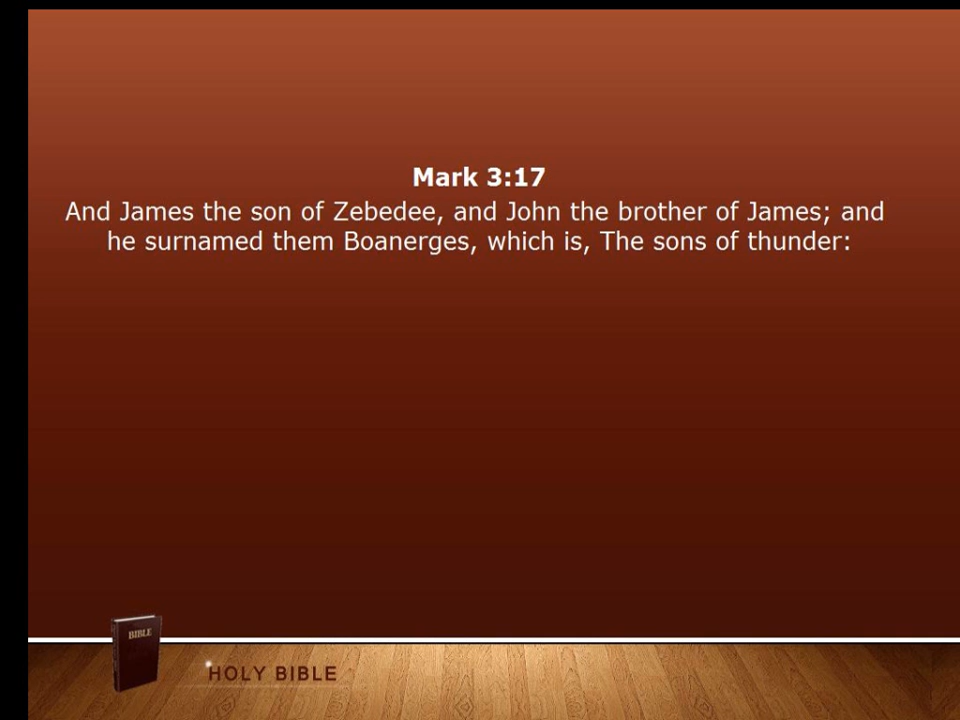 Mark 3:17
And James the son of Zebedee, and John the brother of James; and
he surnamed them Boanerges, which is, The sons of thunder:
BIBLE
HOLY BIBLE